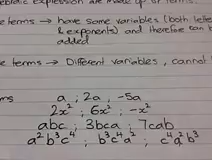 ebraic expression are made up of terms.
e terms → have same variables (both letter
& exponents) and therefore can b
added
e terms → Different variables, cannot
ms a, 2a, -5a
2x², 6x², -x²
abc, 3bca, 7cab
a²b³c⁴, b³c⁴a², c⁴a²b³